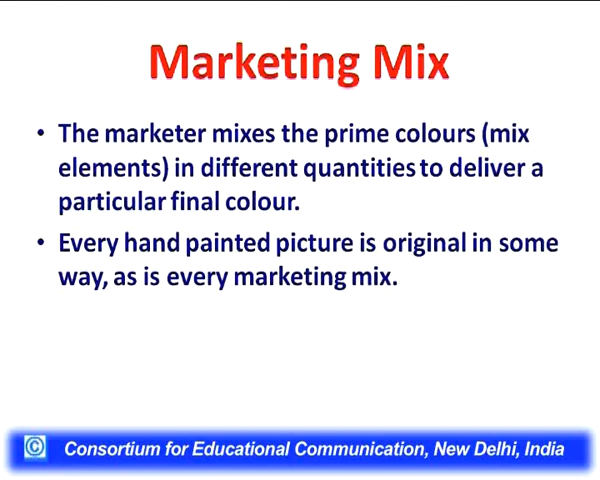 Marketing Mix
• The marketer mixes the prime colours (mix
elements) in different quantities to deliver a
particular final colour.
• Every hand painted picture is original in some
way, as is every marketing mix.
© Consortium for Educational Communication, New Delhi, India